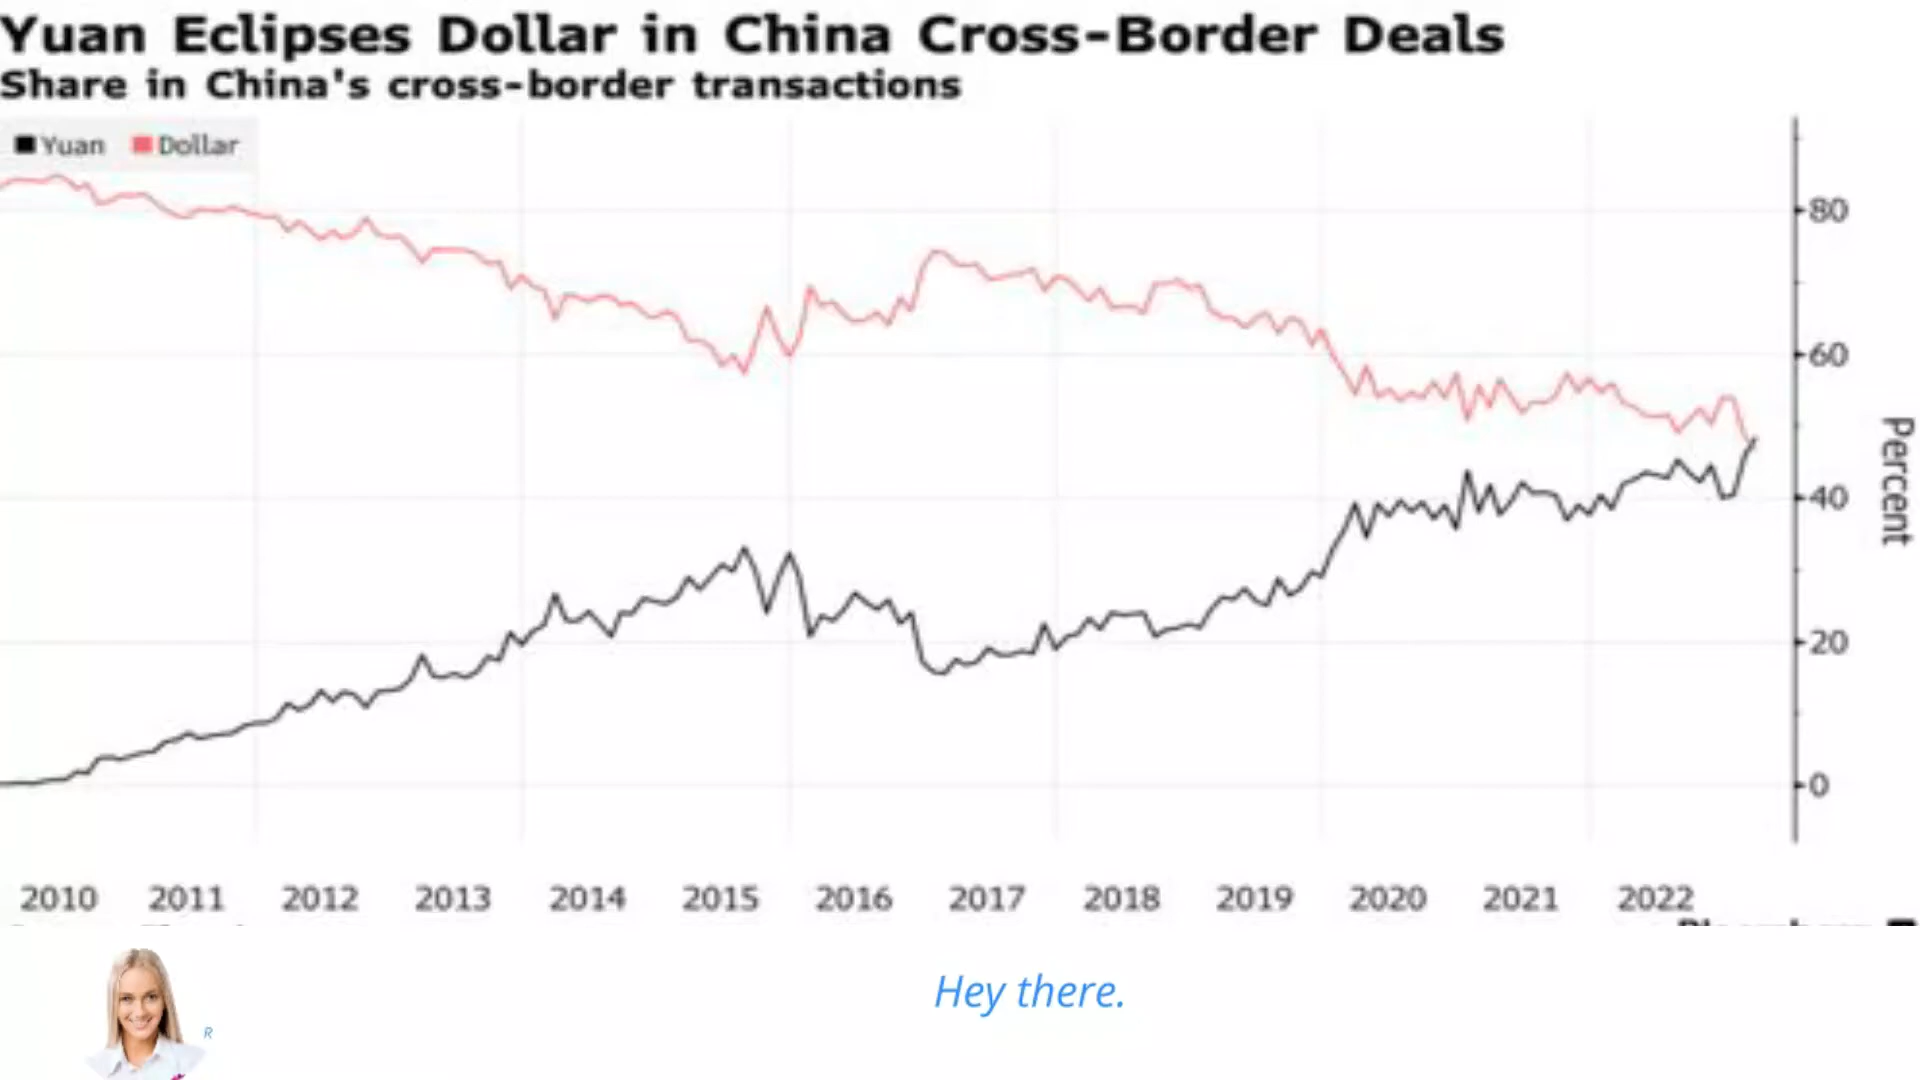 Yuan Eclipses Dollar in China Cross-Border Deals
Share in China's cross-border transactions
Yuan Dollar
80
60
40
20
0
Percent
2010 2011 2012 2013 2014 2015 2016 2017 2018 2019 2020 2021 2022
Hey there.
R